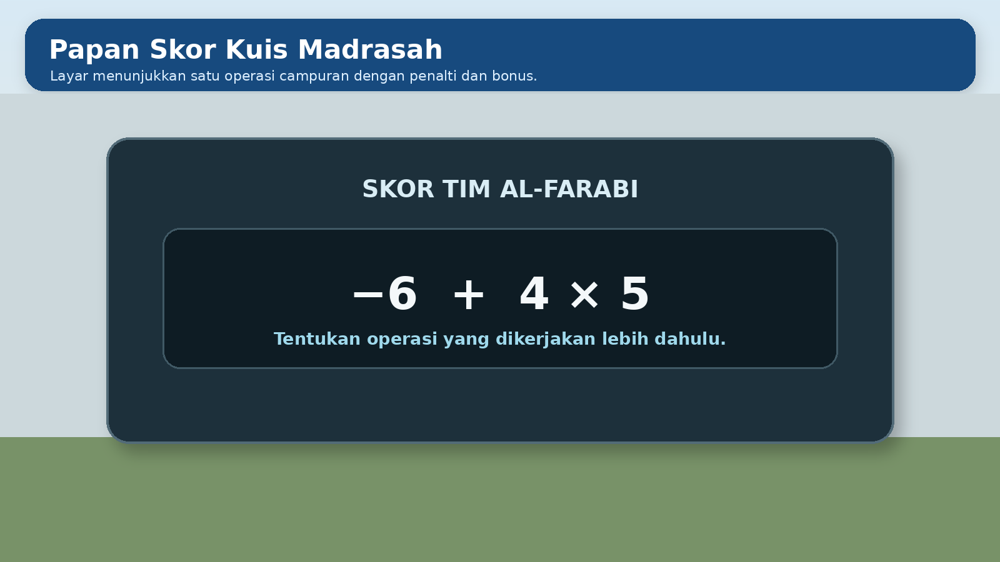 Papan Skor Kuis Madrasah
Layar menunjukkan satu operasi campuran dengan penalti dan bonus.
SKOR TIM AL-FARABI
−6 + 4 × 5
Tentukan operasi yang dikerjakan lebih dahulu.